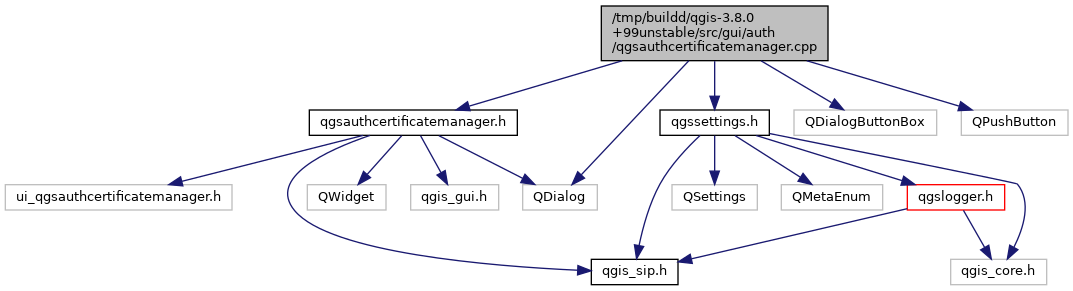 /tmp/buildd/qgis-3.8.0
+99unstable/src/gui/auth
/qgsauthcertificatemanager.cpp
qgsauthcertificatemanager.h
qgssettings.h
QDialogButtonBox
QPushButton
ui_qgsauthcertificatemanager.h
QWidget
qgis_gui.h
QDialog
QSettings
QMetaEnum
qgslogger.h
qgis_sip.h
qgis_core.h